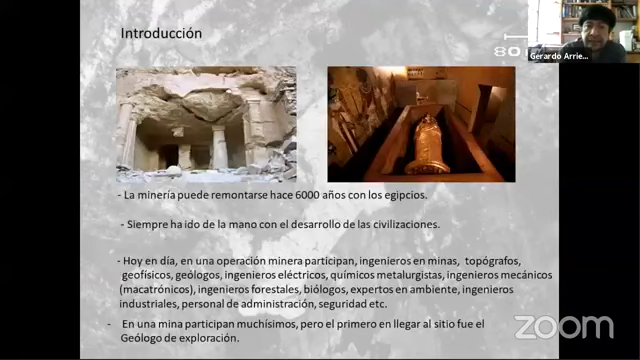 Introducción
80
Gerardo Arrie...
- La minería puede remontarse hace 6000 años con los egipcios.
- Siempre ha ido de la mano con el desarrollo de las civilizaciones.
- Hoy en día, en una operación minera participan, ingenieros en minas, topógrafos,
geofísicos, geólogos, ingenieros eléctricos, químicos metalurgistas, ingenieros mecánicos
(macatrónicos), ingenieros forestales, biólogos, expertos en ambiente, ingenieros
industriales, personal de administración, seguridad etc.
- En una mina participan muchísimos, pero el primero en llegar al sitio fue el
Geólogo de exploración.
zoom